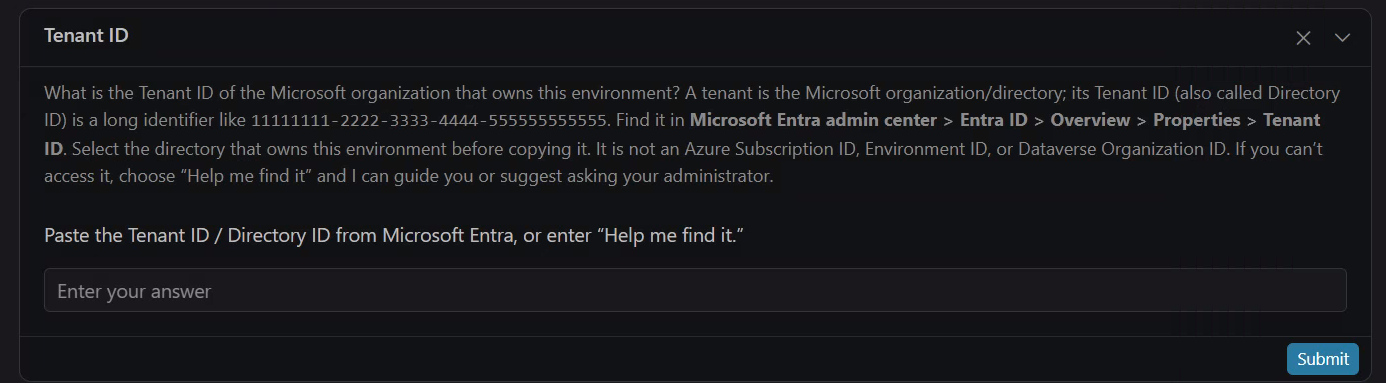 Tenant ID
What is the Tenant ID of the Microsoft organization that owns this environment? A tenant is the Microsoft organization/directory; its Tenant ID (also called Directory
ID) is a long identifier like 11111111-2222-3333-4444-555555555555. Find it in Microsoft Entra admin center > Entra ID > Overview > Properties > Tenant
ID. Select the directory that owns this environment before copying it. It is not an Azure Subscription ID, Environment ID, or Dataverse Organization ID. If you can’t
access it, choose “Help me find it” and I can guide you or suggest asking your administrator.
Paste the Tenant ID / Directory ID from Microsoft Entra, or enter “Help me find it.”
Enter your answer
Submit